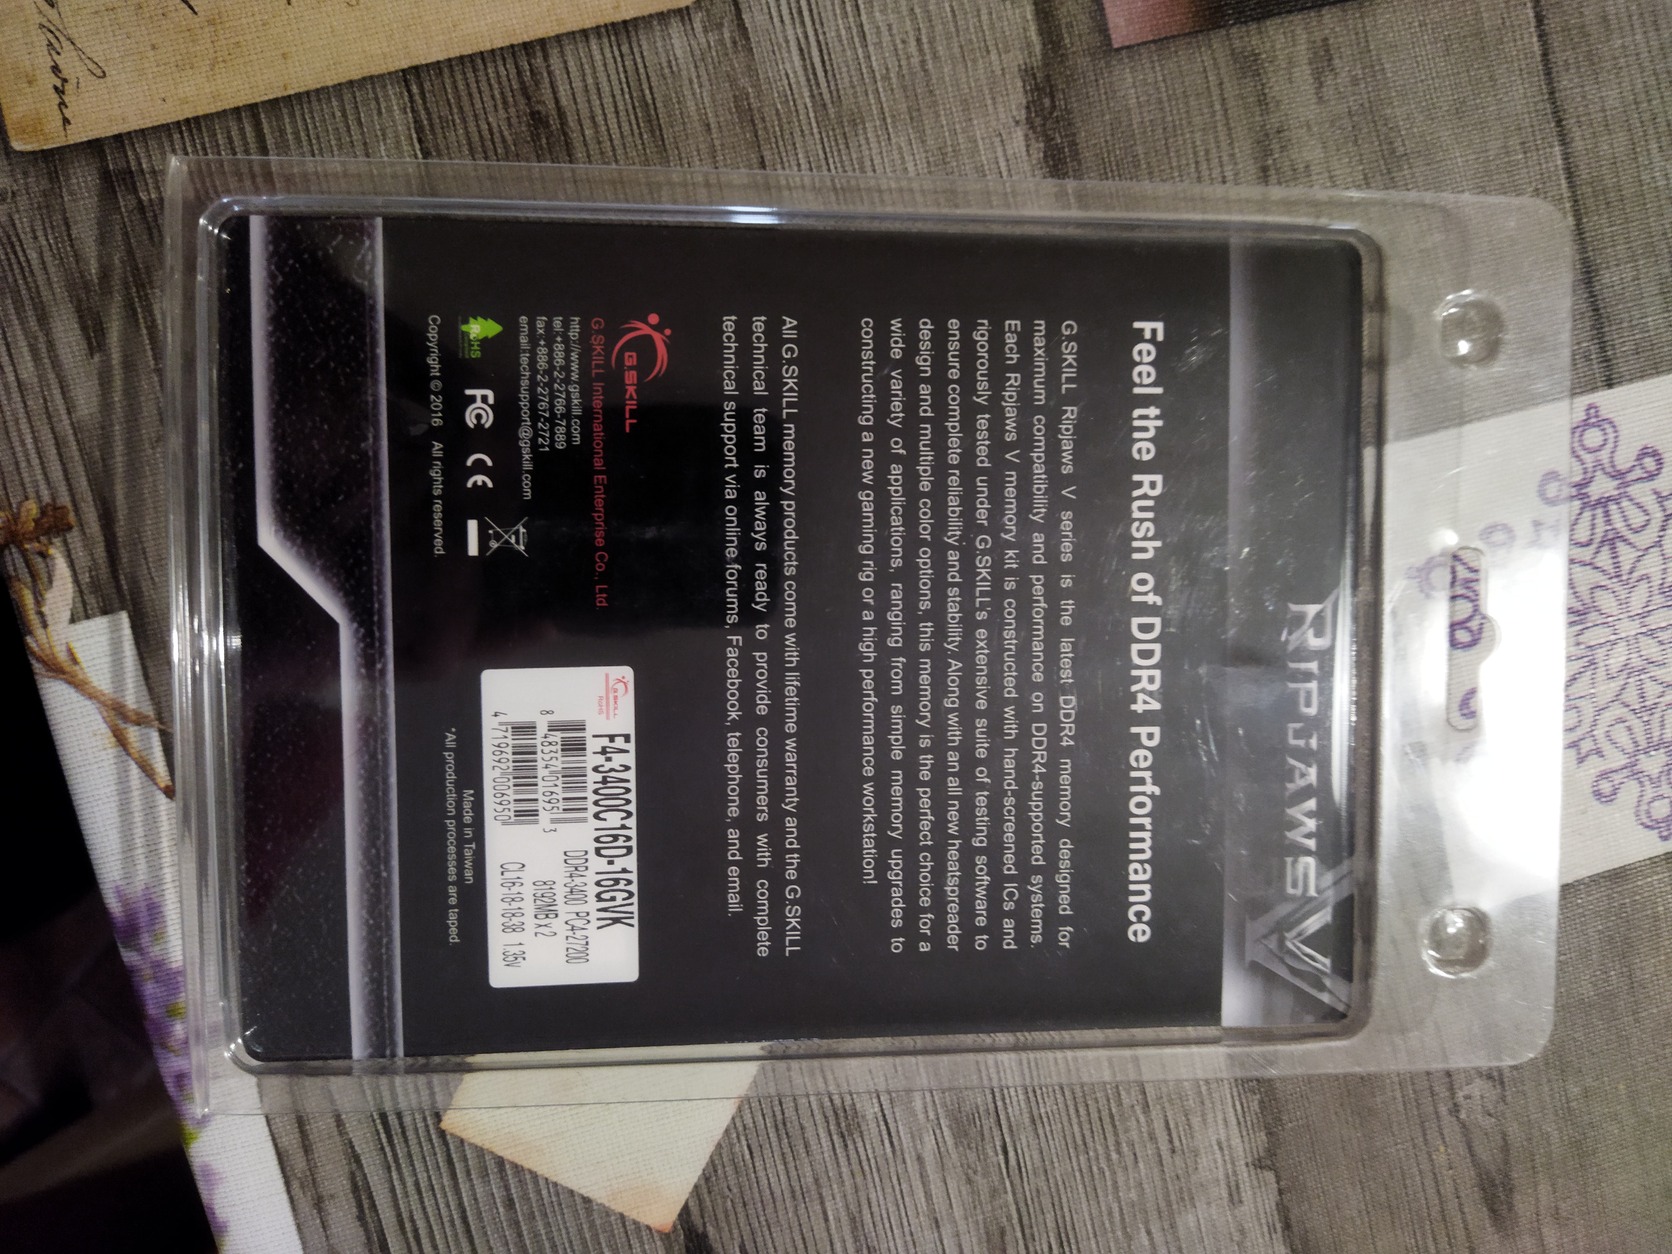 RIPJAWS V
Feel the Rush of DDR4 Performance
G.SKILL Ripjaws V series is the latest DDR4 memory designed for
maximum compatibility and performance on DDR4-supported systems.
Each Ripjaws V memory kit is constructed with hand-screened ICs and
rigorously tested under G.SKILL's extensive suite of testing software to
ensure complete reliability and stability. Along with an all new heatspreader
design and multiple color options, this memory is the perfect choice for a
wide variety of applications, ranging from simple memory upgrades to
constructing a new gaming rig or a high performance workstation!
All G.SKILL memory products come with lifetime warranty and the G.SKILL
technical team is always ready to provide consumers with complete
technical support via online forums, Facebook, telephone, and email.
G.SKILL
G.SKILL International Enterprise Co., Ltd.
http://www.gskill.com
tel:+886-2-2766-7889
fax:+886-2-2767-2721
email:techsupport@gskill.com
RoHS FC CE
Copyright © 2016 All rights reserved.
G.SKILL
RoHS
F4-3400C16D-16GVK
DDR4-3400 PC4-27200
8 48354 01695 3
8192MB x 2
4 719692 006950
CL16-18-18-38 1.35v
Made in Taiwan
*All production processes are taped.